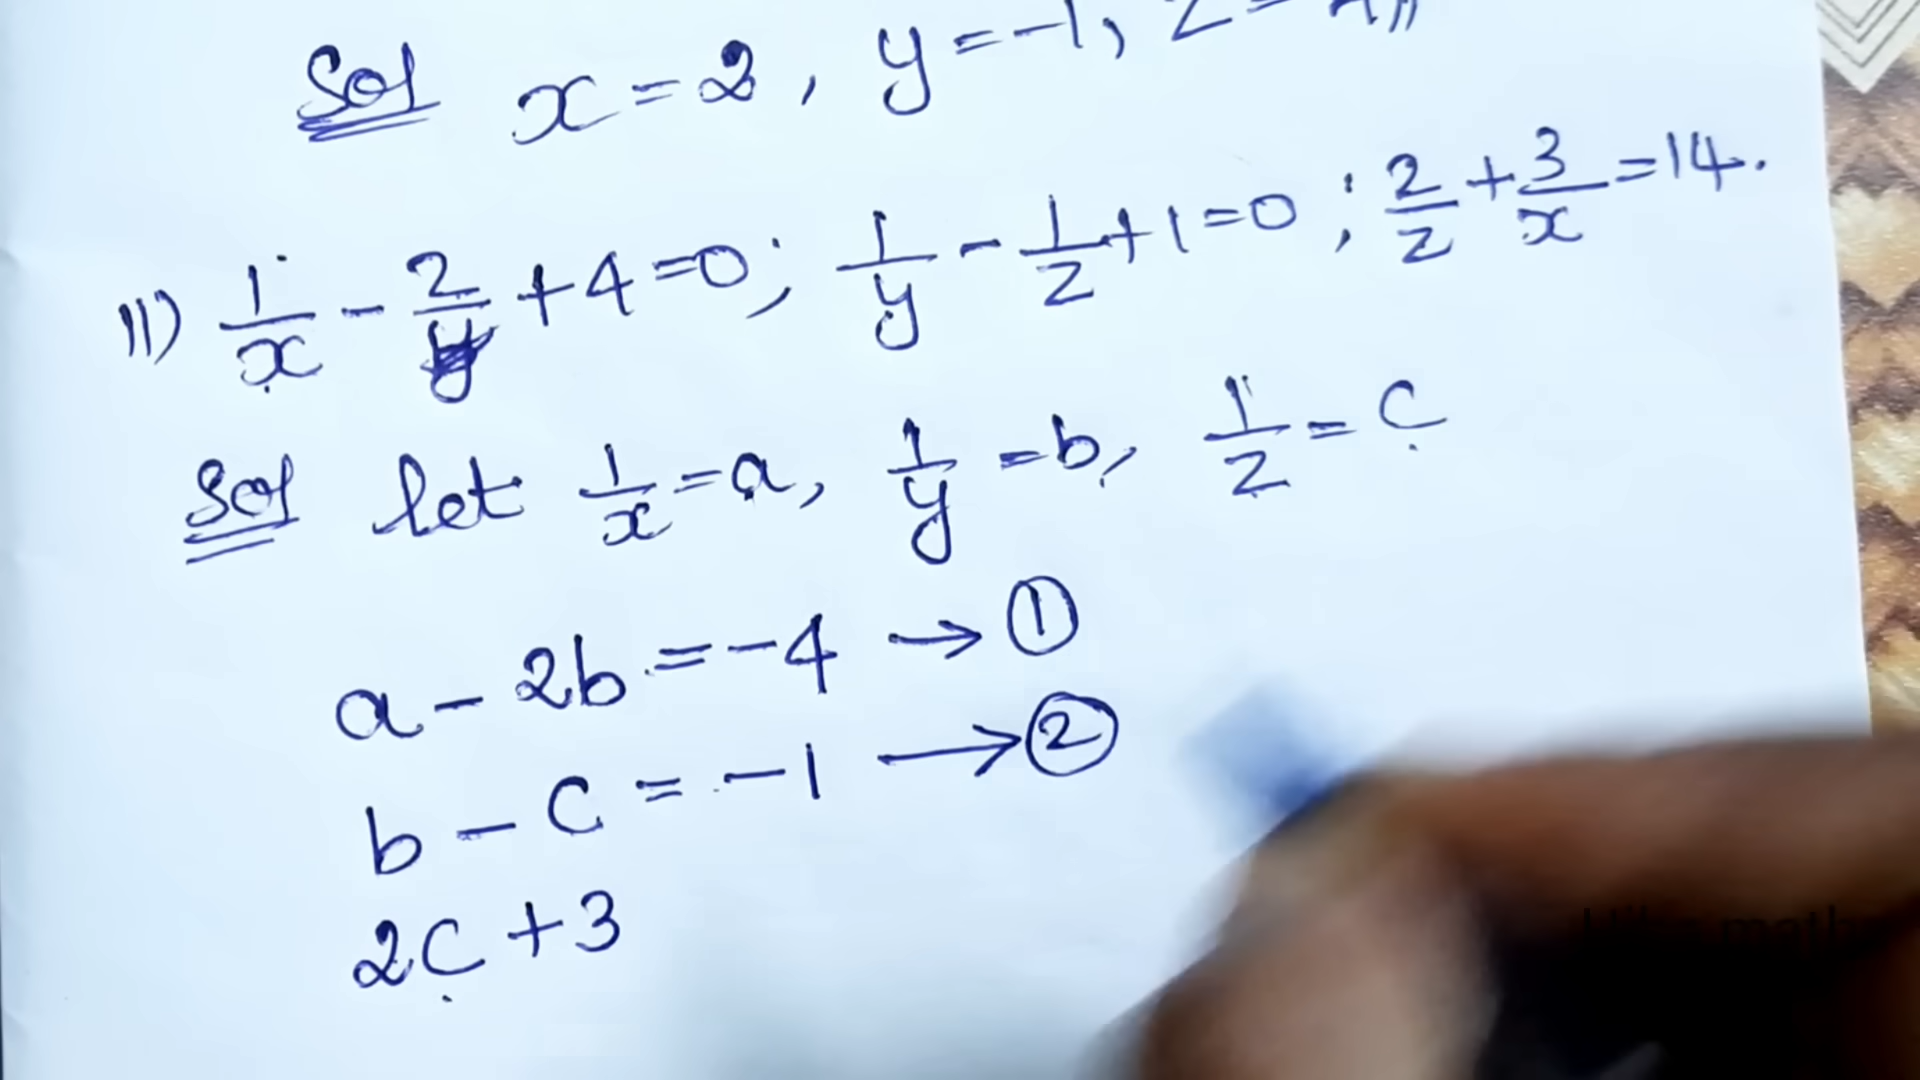 Sol x = 2, y = -1, z =
11) 1/x - 2/y + 4 = 0; 1/y - 1/z + 1 = 0; 2/z + 3/x = 14.
Sol let 1/x = a, 1/y = b, 1/z = c
a - 2b = -4 → ①
b - c = -1 → ②
2c + 3